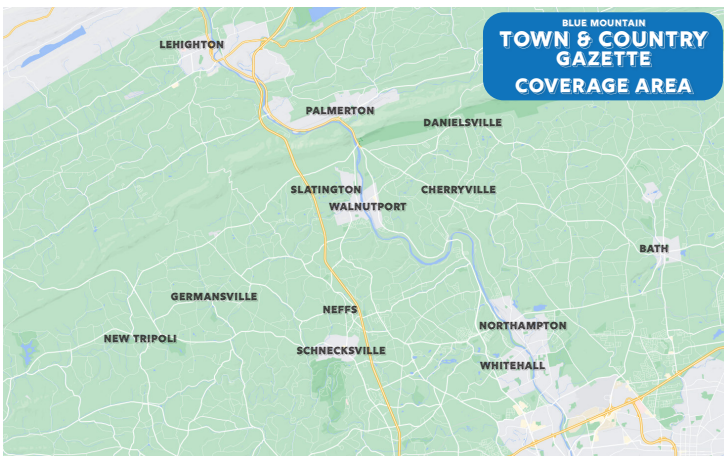 BLUE MOUNTAIN
TOWN & COUNTRY
GAZETTE
COVERAGE AREA
LEHIGHTON
PALMERTON
DANIELSVILLE
SLATINGTON
CHERRYVILLE
WALNUTPORT
BATH
GERMANSVILLE
NEFFS
NORTHAMPTON
NEW TRIPOLI
SCHNECKSVILLE
WHITEHALL